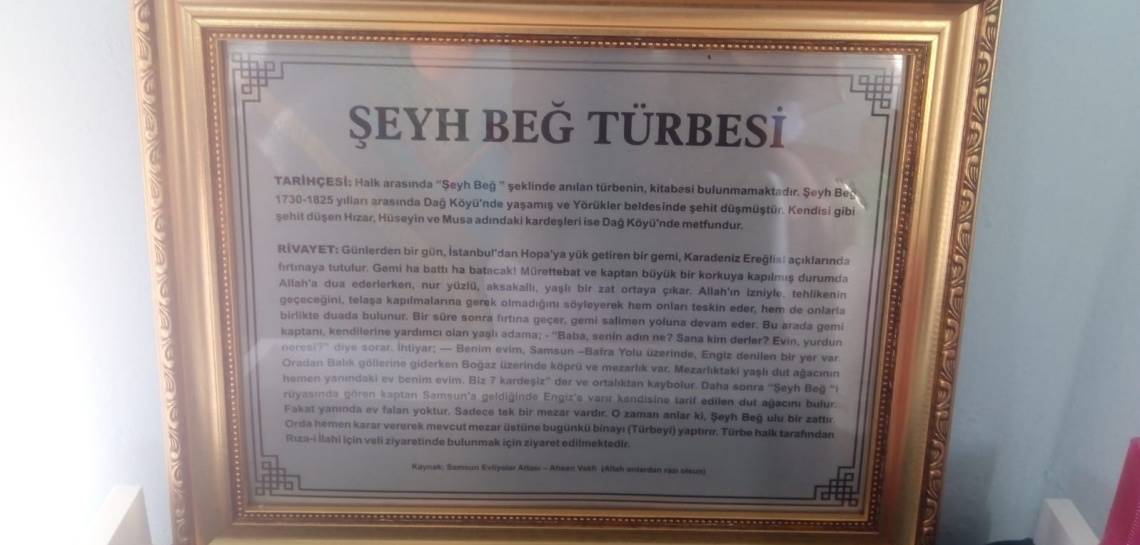 ŞEYH BEĞ TÜRBESİ
TARİHÇESİ: Halk arasında "Şeyh Beğ " şeklinde anılan türbenin, kitabesi bulunmamaktadır. Şeyh Beğ
1730-1825 yılları arasında Dağ Köyü'nde yaşamış ve Yörükler beldesinde şehit düşmüştür. Kendisi gibi
şehit düşen Hızar, Hüseyin ve Musa adındaki kardeşleri ise Dağ Köyü'nde metfundur.
RİVAYET: Günlerden bir gün, İstanbul'dan Hopa'ya yük getiren bir gemi, Karadeniz Ereğlisi açıklarında
fırtınaya tutulur. Gemi ha battı ha batacak! Mürettebat ve kaptan büyük bir korkuya kapılmış durumda
Allah'a dua ederlerken, nur yüzlü, aksakallı, yaşlı bir zat ortaya çıkar. Allah'ın izniyle, tehlikenin
geçeceğini, telaşa kapılmalarına gerek olmadığını söyleyerek hem onları teskin eder, hem de onlarla
birlikte duada bulunur. Bir süre sonra fırtına geçer, gemi salimen yoluna devam eder. Bu arada gemi
kaptanı, kendilerine yardımcı olan yaşlı adama; - "Baba, senin adın ne? Sana kim derler? Evin, yurdun
neresi?" diye sorar. İhtiyar; — Benim evim, Samsun –Bafra Yolu üzerinde, Engiz denilen bir yer var.
Oradan Balık göllerine giderken Boğaz üzerinde köprü ve mezarlık var. Mezarlıktaki yaşlı dut ağacının
hemen yanındaki ev benim evim. Biz 7 kardeşiz" der ve ortalıktan kaybolur. Daha sonra "Şeyh Beğ "i
rüyasında gören kaptan Samsun'a geldiğinde Engiz'e varır kendisine tarif edilen dut ağacını bulur.
Fakat yanında ev falan yoktur. Sadece tek bir mezar vardır. O zaman anlar ki, Şeyh Beğ ulu bir zattır.
Orda hemen karar vererek mevcut mezar üstüne bugünkü binayı (Türbeyi) yaptırır. Türbe halk tarafından
Rıza-i İlahi için veli ziyaretinde bulunmak için ziyaret edilmektedir.
Kaynak: Samsun Evliyalar Atlası – Ahsen Vakfı (Allah onlardan razı olsun)